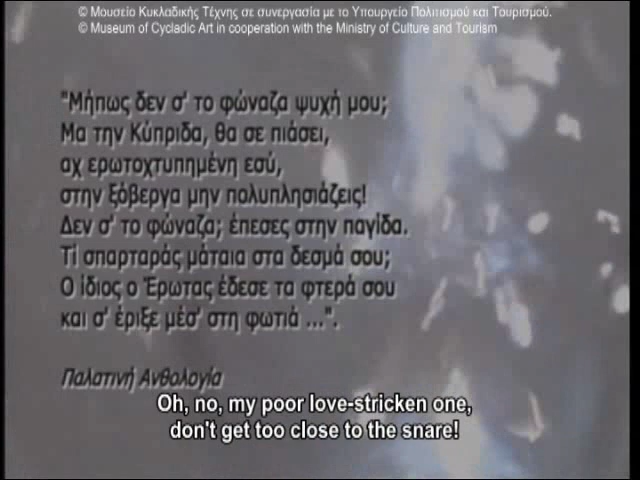 © Μουσείο Κυκλαδικής Τέχνης σε συνεργασία με το Υπουργείο Πολιτισμού και Τουρισμού.
© Museum of Cycladic Art in cooperation with the Ministry of Culture and Tourism
"Μήπως δεν σ' το φώναζα ψυχή μου;
Μα την Κύπριδα, θα σε πιάσει,
αχ ερωτοχτυπημένη εσύ,
στην ξόβεργα μην πολυπλησιάζεις!
Δεν σ' το φώναζα; έπεσες στην παγίδα.
Τί σπαρταράς μάταια στα δεσμά σου;
Ο ίδιος ο Έρωτας έδεσε τα φτερά σου
και σ' έριξε μέσ' στη φωτιά ...".
Παλατινή Ανθολογία
Oh, no, my poor love-stricken one,
don't get too close to the snare!